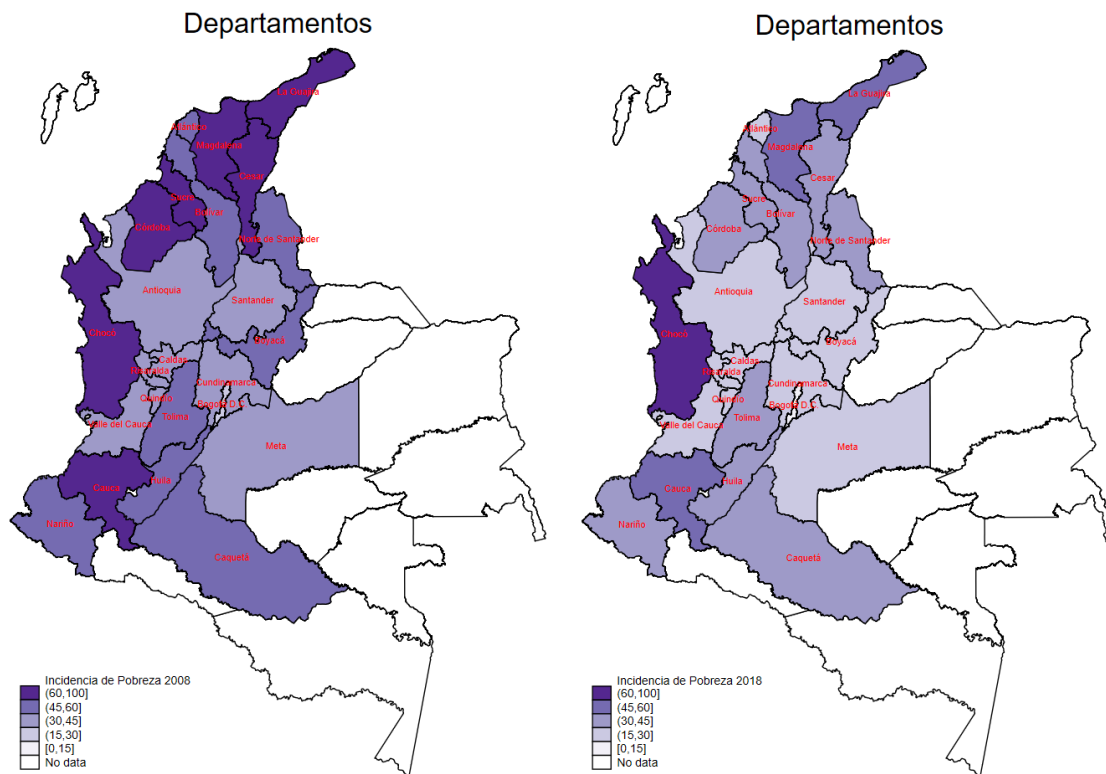 Departamentos
La Guajira
Atlántico
Magdalena
Cesar
Sucre
Bolívar
Córdoba
Norte de Santander
Antioquia
Santander
Chocó
Boyacá
Caldas
Risaralda
Cundinamarca
Quindío
Bogotá D.C.
Tolima
Valle del Cauca
Meta
Huila
Cauca
Nariño
Caquetá
Incidencia de Pobreza 2008
(60,100]
(45,60]
(30,45]
(15,30]
[0,15]
No data
Departamentos
La Guajira
Atlántico
Magdalena
Cesar
Sucre
Bolívar
Córdoba
Norte de Santander
Antioquia
Santander
Chocó
Boyacá
Caldas
Risaralda
Cundinamarca
Quindío
Bogotá D.C.
Tolima
Valle del Cauca
Meta
Huila
Cauca
Nariño
Caquetá
Incidencia de Pobreza 2018
(60,100]
(45,60]
(30,45]
(15,30]
[0,15]
No data